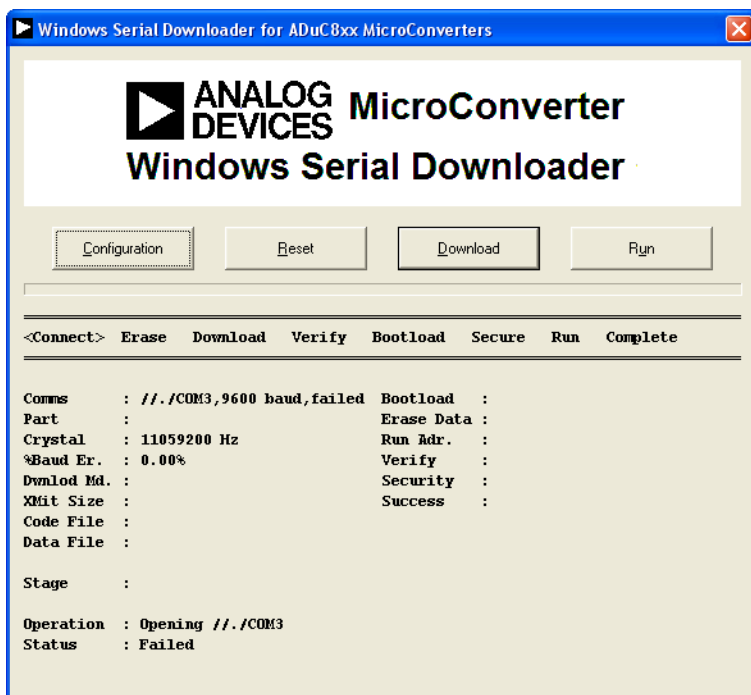 Windows Serial Downloader for ADuC8xx MicroConverters
ANALOG DEVICES MicroConverter
Windows Serial Downloader
Configuration Reset Download Run
<Connect> Erase Download Verify Bootload Secure Run Complete
Comms : //./COM3,9600 baud,failed Bootload :
Part : Erase Data :
Crystal : 11059200 Hz Run Adr. :
%Baud Er. : 0.00% Verify :
Dwnlod Md. : Security :
XMit Size : Success :
Code File :
Data File :
Stage :
Operation : Opening //./COM3
Status : Failed